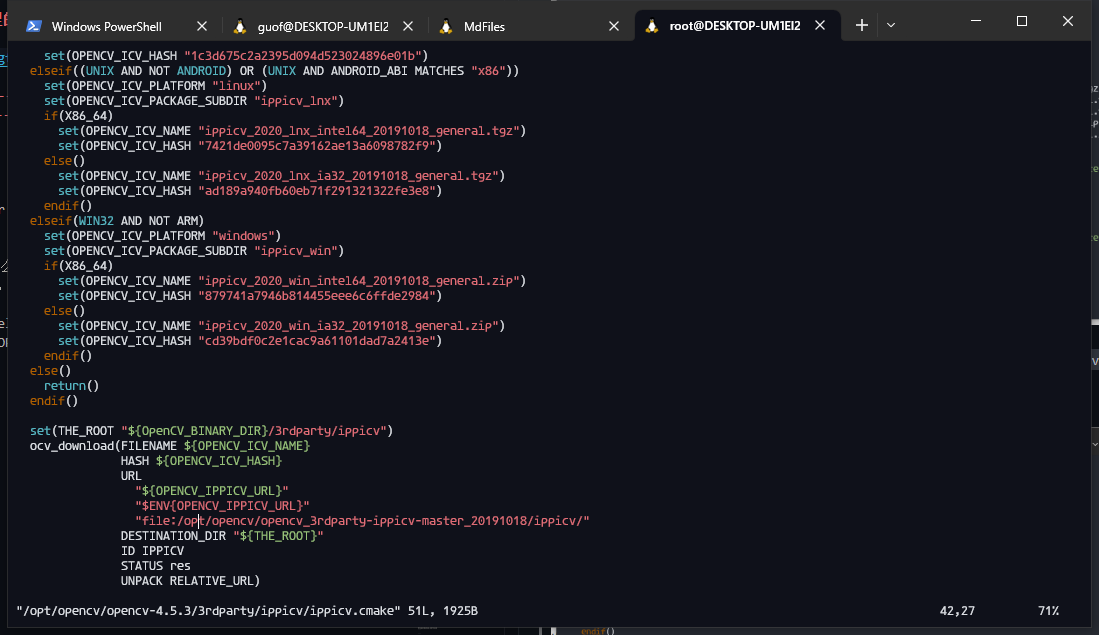 Windows PowerShell
guof@DESKTOP-UM1EI2
MdFiles
root@DESKTOP-UM1EI2
set(OPENCV_ICV_HASH "1c3d675c2a2395d094d523024896e01b")
elseif((UNIX AND NOT ANDROID) OR (UNIX AND ANDROID_ABI MATCHES "x86"))
set(OPENCV_ICV_PLATFORM "linux")
set(OPENCV_ICV_PACKAGE_SUBDIR "ippicv_lnx")
if(X86_64)
set(OPENCV_ICV_NAME "ippicv_2020_lnx_intel64_20191018_general.tgz")
set(OPENCV_ICV_HASH "7421de0095c7a39162ae13a6098782f9")
else()
set(OPENCV_ICV_NAME "ippicv_2020_lnx_ia32_20191018_general.tgz")
set(OPENCV_ICV_HASH "ad189a940fb60eb71f291321322fe3e8")
endif()
elseif(WIN32 AND NOT ARM)
set(OPENCV_ICV_PLATFORM "windows")
set(OPENCV_ICV_PACKAGE_SUBDIR "ippicv_win")
if(X86_64)
set(OPENCV_ICV_NAME "ippicv_2020_win_intel64_20191018_general.zip")
set(OPENCV_ICV_HASH "879741a7946b814455eee6c6ffde2984")
else()
set(OPENCV_ICV_NAME "ippicv_2020_win_ia32_20191018_general.zip")
set(OPENCV_ICV_HASH "cd39bdf0c2e1cac9a61101dad7a2413e")
endif()
else()
return()
endif()
set(THE_ROOT "${OpenCV_BINARY_DIR}/3rdparty/ippicv")
ocv_download(FILENAME ${OPENCV_ICV_NAME}
HASH ${OPENCV_ICV_HASH}
URL
"${OPENCV_IPPICV_URL}"
"$ENV{OPENCV_IPPICV_URL}"
"file:/opt/opencv/opencv_3rdparty-ippicv-master_20191018/ippicv/"
DESTINATION_DIR "${THE_ROOT}"
ID IPPICV
STATUS res
UNPACK RELATIVE_URL)
"/opt/opencv/opencv-4.5.3/3rdparty/ippicv/ippicv.cmake" 51L, 1925B 42,27 71%
endif()